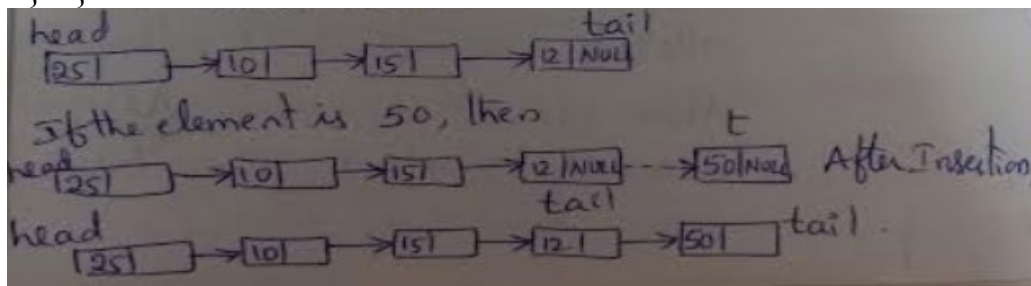 head tail
25 10 15 12 NULL
If the element is 50, then
t
head 25 10 15 12 NULL 50 NULL After Insertion
tail
head tail.
25 10 15 12 50